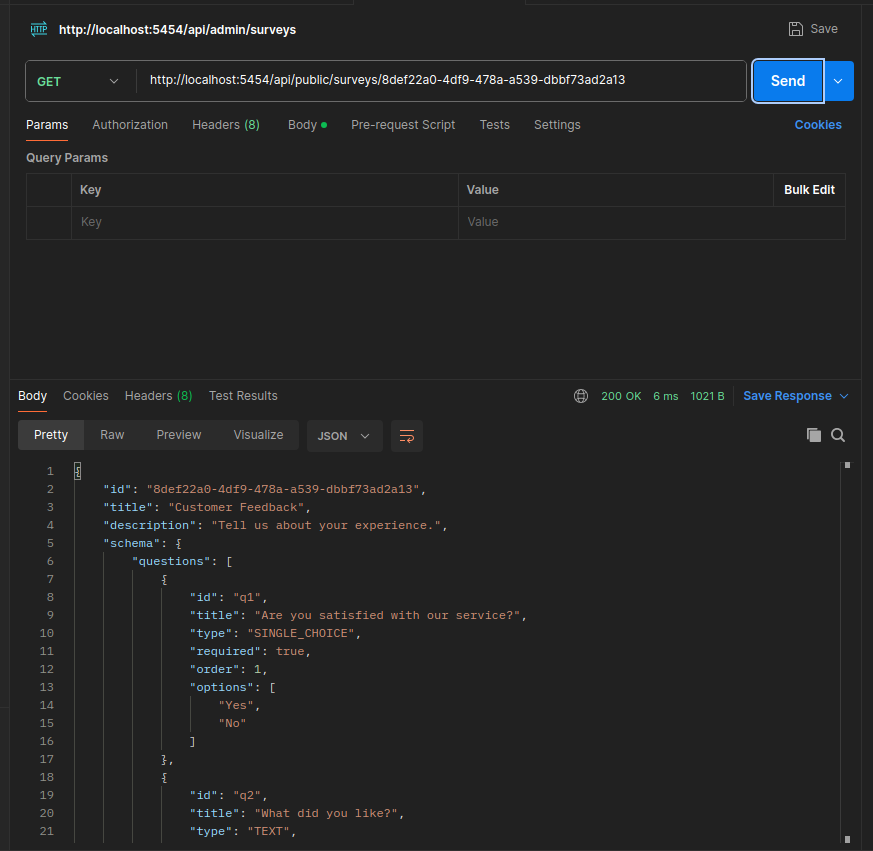 HTTP http://localhost:5454/api/admin/surveys Save
GET http://localhost:5454/api/public/surveys/8def22a0-4df9-478a-a539-dbbf73ad2a13 Send
Params Authorization Headers (8) Body Pre-request Script Tests Settings Cookies
Query Params
Key Value Bulk Edit
Key Value
Body Cookies Headers (8) Test Results 200 OK 6 ms 1021 B Save Response
Pretty Raw Preview Visualize JSON
1 {
2 "id": "8def22a0-4df9-478a-a539-dbbf73ad2a13",
3 "title": "Customer Feedback",
4 "description": "Tell us about your experience.",
5 "schema": {
6 "questions": [
7 {
8 "id": "q1",
9 "title": "Are you satisfied with our service?",
10 "type": "SINGLE_CHOICE",
11 "required": true,
12 "order": 1,
13 "options": [
14 "Yes",
15 "No"
16 ]
17 },
18 {
19 "id": "q2",
20 "title": "What did you like?",
21 "type": "TEXT",